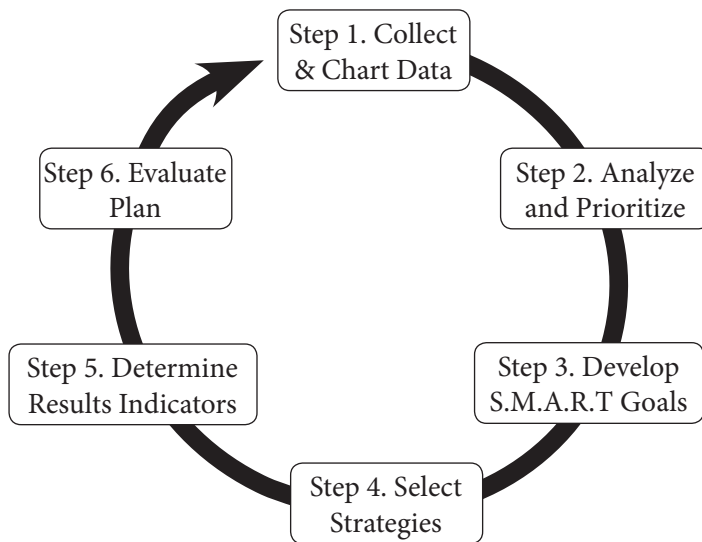 Step 1. Collect
& Chart Data
Step 2. Analyze
and Prioritize
Step 3. Develop
S.M.A.R.T Goals
Step 4. Select
Strategies
Step 5. Determine
Results Indicators
Step 6. Evaluate
Plan